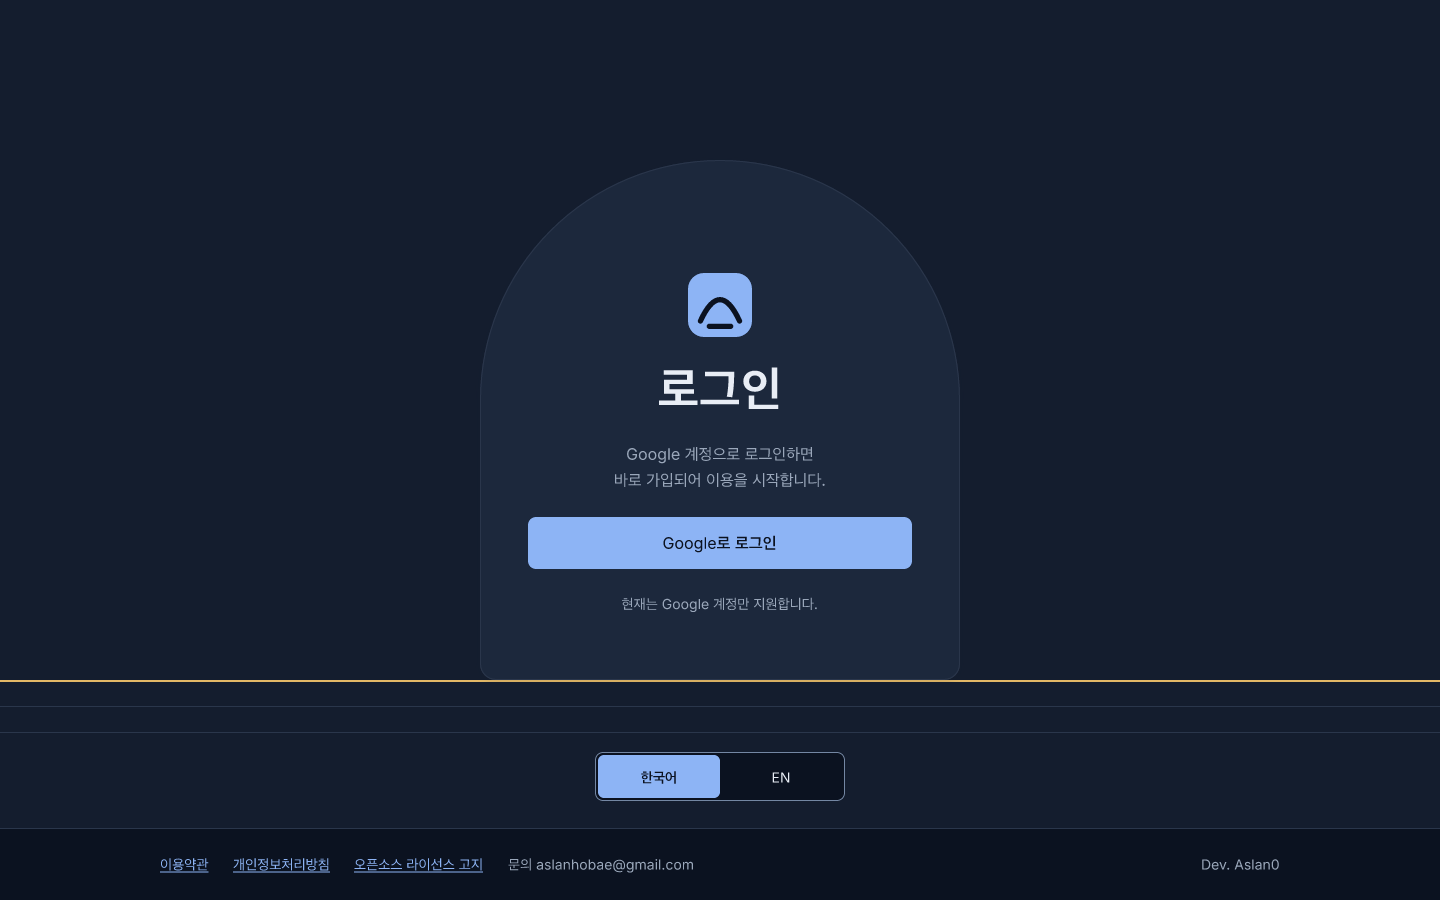 로그인
Google 계정으로 로그인하면
바로 가입되어 이용을 시작합니다.
Google로 로그인
현재는 Google 계정만 지원합니다.
한국어 EN
이용약관 개인정보처리방침 오픈소스 라이선스 고지 문의 aslanhobae@gmail.com Dev. Aslan0